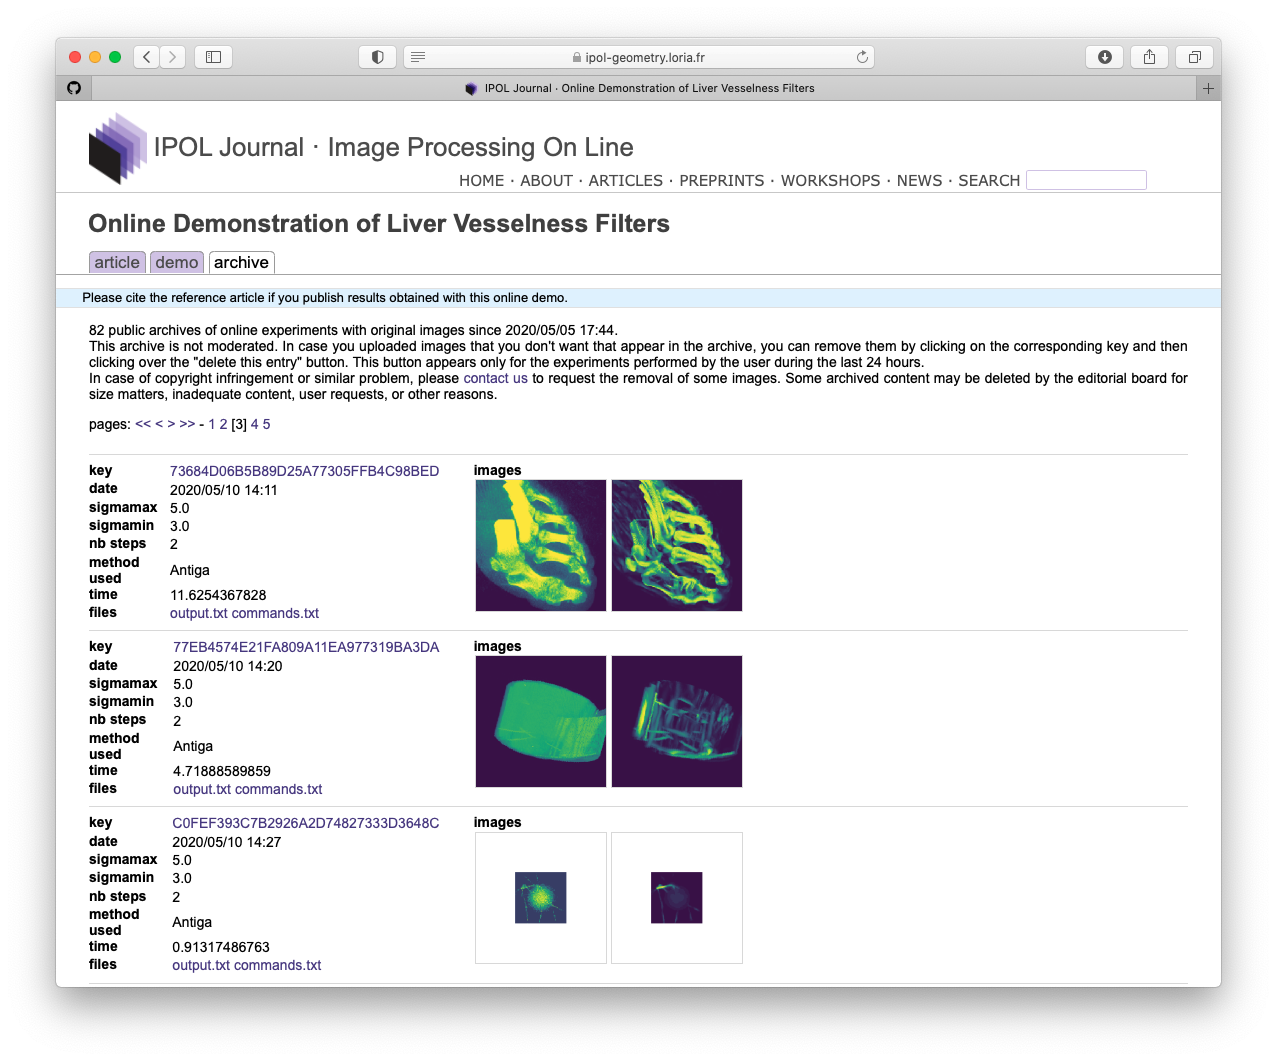 ipol-geometry.loria.fr
IPOL Journal · Online Demonstration of Liver Vesselness Filters
IPOL Journal · Image Processing On Line
HOME · ABOUT · ARTICLES · PREPRINTS · WORKSHOPS · NEWS · SEARCH
Online Demonstration of Liver Vesselness Filters
article demo archive
Please cite the reference article if you publish results obtained with this online demo.
82 public archives of online experiments with original images since 2020/05/05 17:44.
This archive is not moderated. In case you uploaded images that you don't want that appear in the archive, you can remove them by clicking on the corresponding key and then
clicking over the "delete this entry" button. This button appears only for the experiments performed by the user during the last 24 hours.
In case of copyright infringement or similar problem, please contact us to request the removal of some images. Some archived content may be deleted by the editorial board for
size matters, inadequate content, user requests, or other reasons.
pages: << < > >> - 1 2 [3] 4 5
key 73684D06B5B89D25A77305FFB4C98BED images
date 2020/05/10 14:11
sigmamax 5.0
sigmamin 3.0
nb steps 2
method
used Antiga
time 11.6254367828
files output.txt commands.txt
key 77EB4574E21FA809A11EA977319BA3DA images
date 2020/05/10 14:20
sigmamax 5.0
sigmamin 3.0
nb steps 2
method
used Antiga
time 4.71888589859
files output.txt commands.txt
key C0FEF393C7B2926A2D74827333D3648C images
date 2020/05/10 14:27
sigmamax 5.0
sigmamin 3.0
nb steps 2
method
used Antiga
time 0.91317486763
files output.txt commands.txt